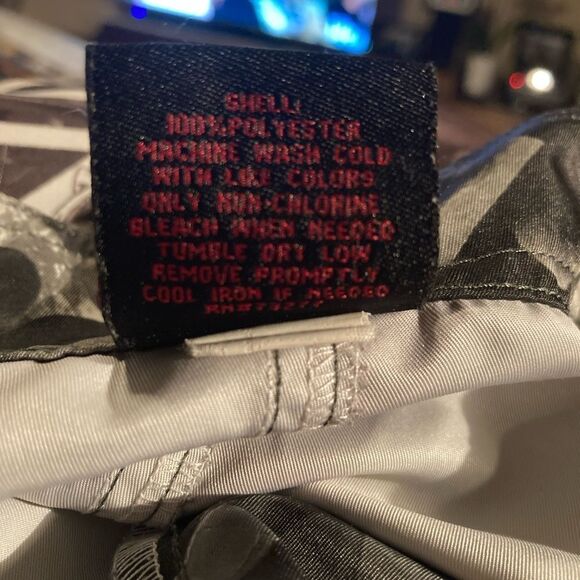 SHELL:
100% POLYESTER
MACHINE WASH COLD
WITH LIKE COLORS
ONLY NON-CHLORINE
BLEACH WHEN NEEDED
TUMBLE DRY LOW
REMOVE PROMPTLY
COOL IRON IF NEEDED